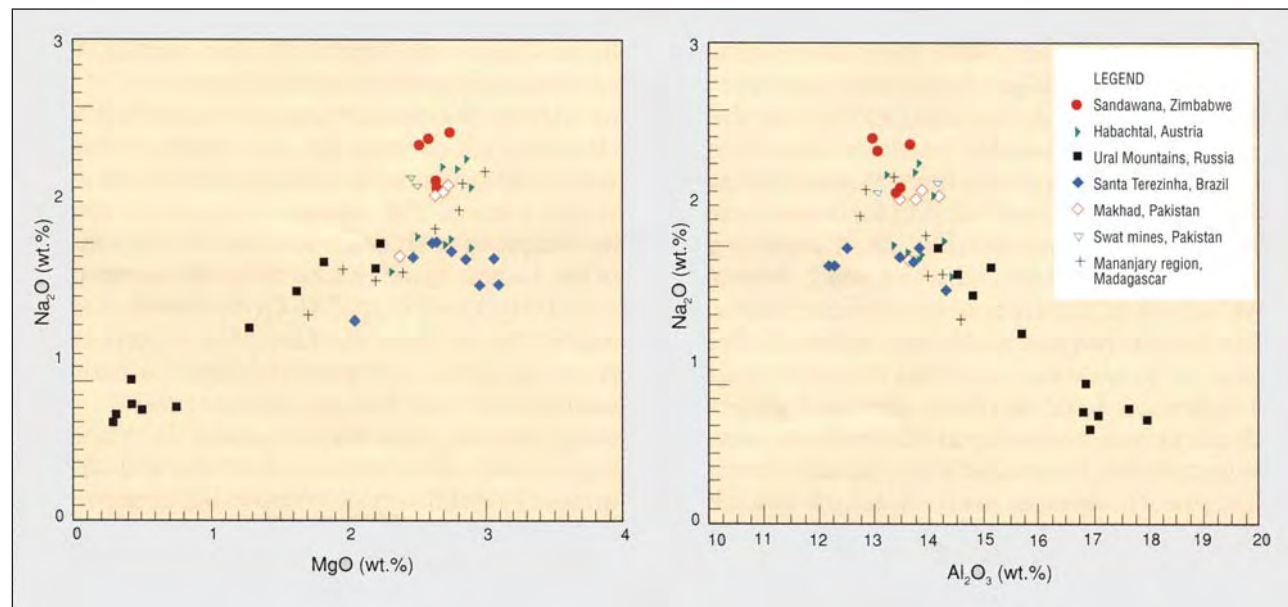 3
2
1
0
Na₂O (wt.%)
0 1 2 3 4
MgO (wt.%)
3
2
1
0
Na₂O (wt.%)
10 11 12 13 14 15 16 17 18 19 20
Al₂O₃ (wt.%)
LEGEND
Sandawana, Zimbabwe
Habachtal, Austria
Ural Mountains, Russia
Santa Terezinha, Brazil
Makhad, Pakistan
Swat mines, Pakistan
Mananjary region,
Madagascar